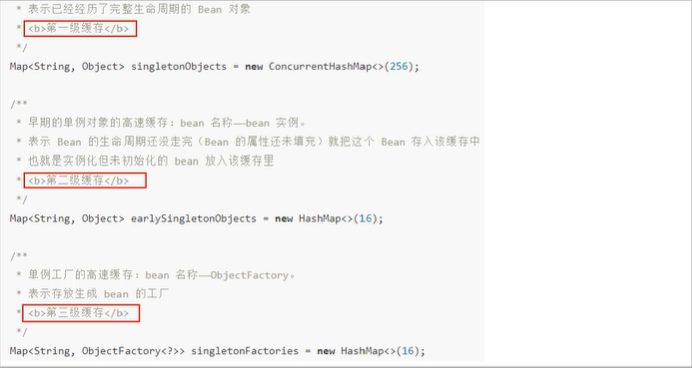 * 表示已经经历了完整生命周期的 Bean 对象
* <b>第一级缓存</b>
*/
Map<String, Object> singletonObjects = new ConcurrentHashMap<>(256);
/**
* 早期的单例对象的高速缓存：bean 名称——bean 实例。
* 表示 Bean 的生命周期还没走完（Bean 的属性还未填充）就把这个 Bean 存入该缓存中
* 也就是实例化但未初始化的 bean 放入该缓存里
* <b>第二级缓存</b>
*/
Map<String, Object> earlySingletonObjects = new HashMap<>(16);
/**
* 单例工厂的高速缓存：bean 名称——ObjectFactory。
* 表示存放生成 bean 的工厂
* <b>第三级缓存</b>
*/
Map<String, ObjectFactory<?>> singletonFactories = new HashMap<>(16);